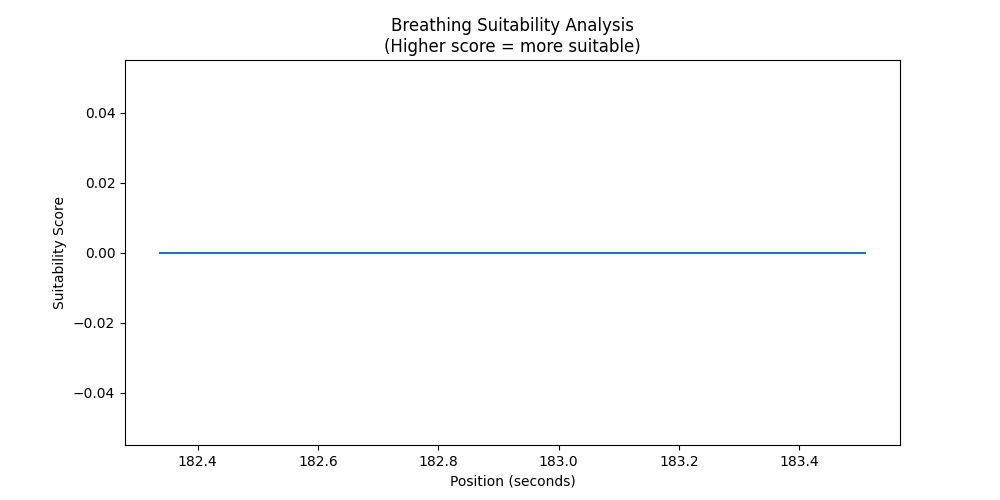 Breathing Suitability Analysis
(Higher score = more suitable)
Suitability Score
0.04
0.02
0.00
−0.02
−0.04
182.4 182.6 182.8 183.0 183.2 183.4
Position (seconds)